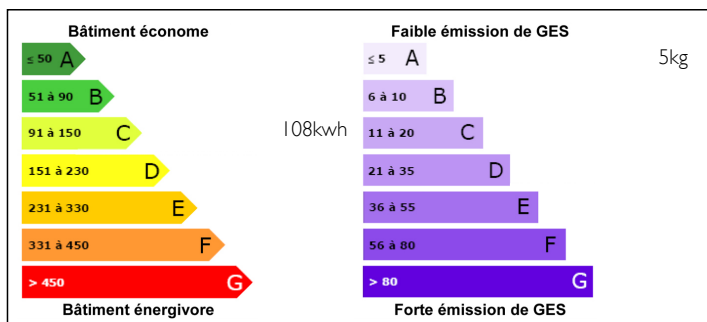 Bâtiment économe
≤ 50 A
51 à 90 B
91 à 150 C
108kwh
151 à 230 D
231 à 330 E
331 à 450 F
> 450 G
Bâtiment énergivore
Faible émission de GES
≤ 5 A
5kg
6 à 10 B
11 à 20 C
21 à 35 D
36 à 55 E
56 à 80 F
> 80 G
Forte émission de GES